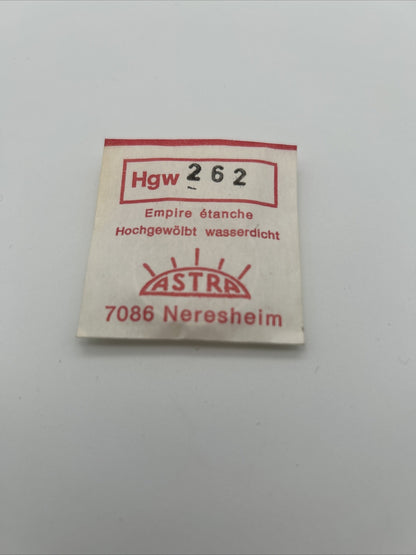 Hgw 262
Empire étanche
Hochgewölbt wasserdicht
ASTRA
7086 Neresheim